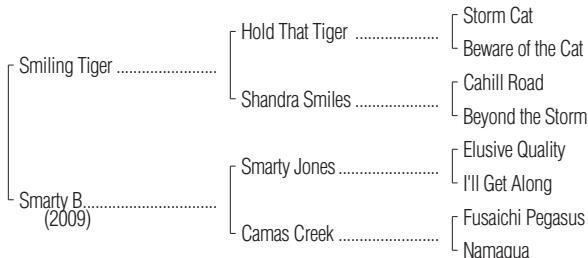 Storm Cat
Hold That Tiger ....................
Beware of the Cat
Smiling Tiger ........................
Cahill Road
Shandra Smiles ......................
Beyond the Storm
Elusive Quality
Smarty Jones ........................
I'll Get Along
Smarty B................................
(2009)
Fusaichi Pegasus
Camas Creek ........................
Namaqua